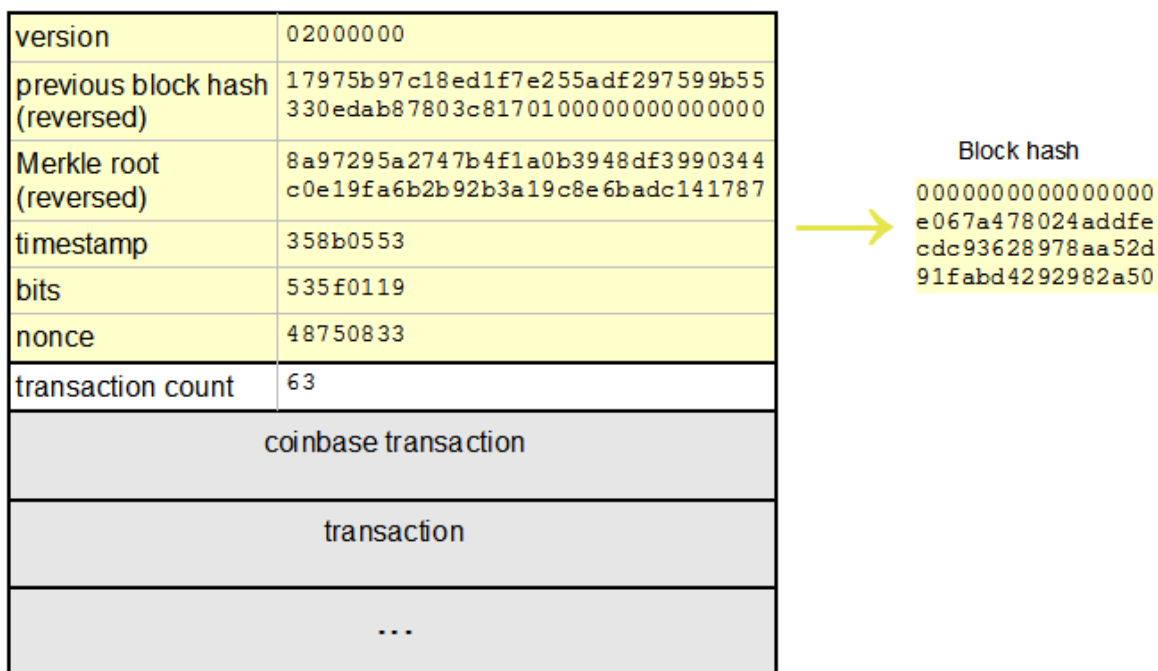 version 02000000
previous block hash 17975b97c18ed1f7e255adf297599b55
(reversed) 330edab87803c8170100000000000000
Merkle root 8a97295a2747b4f1a0b3948df3990344
(reversed) c0e19fa6b2b92b3a19c8e6badc141787
timestamp 358b0553
bits 535f0119
nonce 48750833
transaction count 63
coinbase transaction
transaction
...
Block hash
0000000000000000
e067a478024addfe
cdc93628978aa52d
91fabd4292982a50